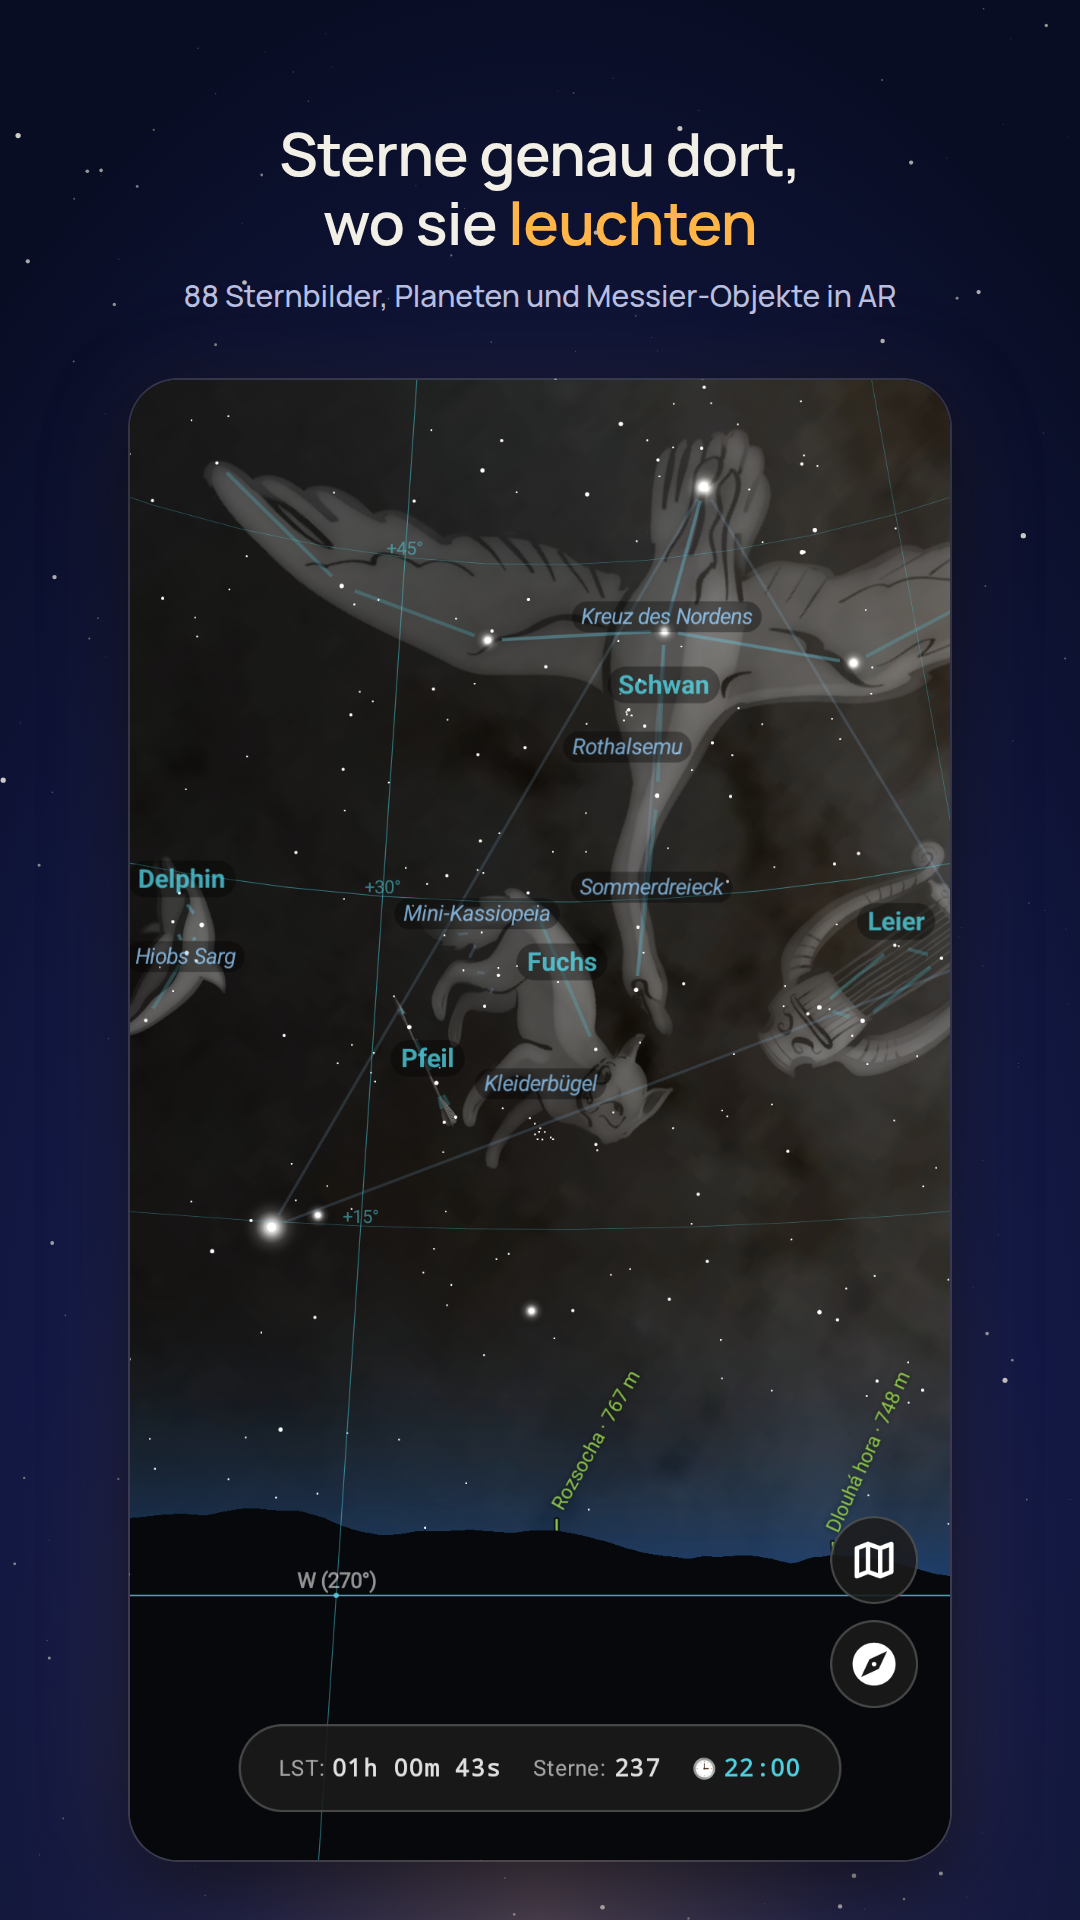 Sterne genau dort,
wo sie leuchten
88 Sternbilder, Planeten und Messier-Objekte in AR
+45°
Kreuz des Nordens
Schwan
Rothalsemu
Delphin
+30°
Sommerdreieck
Mini-Kassiopeia
Leier
Hiobs Sarg
Fuchs
Pfeil
Kleiderbügel
+15°
Rozsocha · 767 m
Dlouhá hora · 748 m
W (270°)
LST: 01h 00m 43s Sterne: 237 22:00